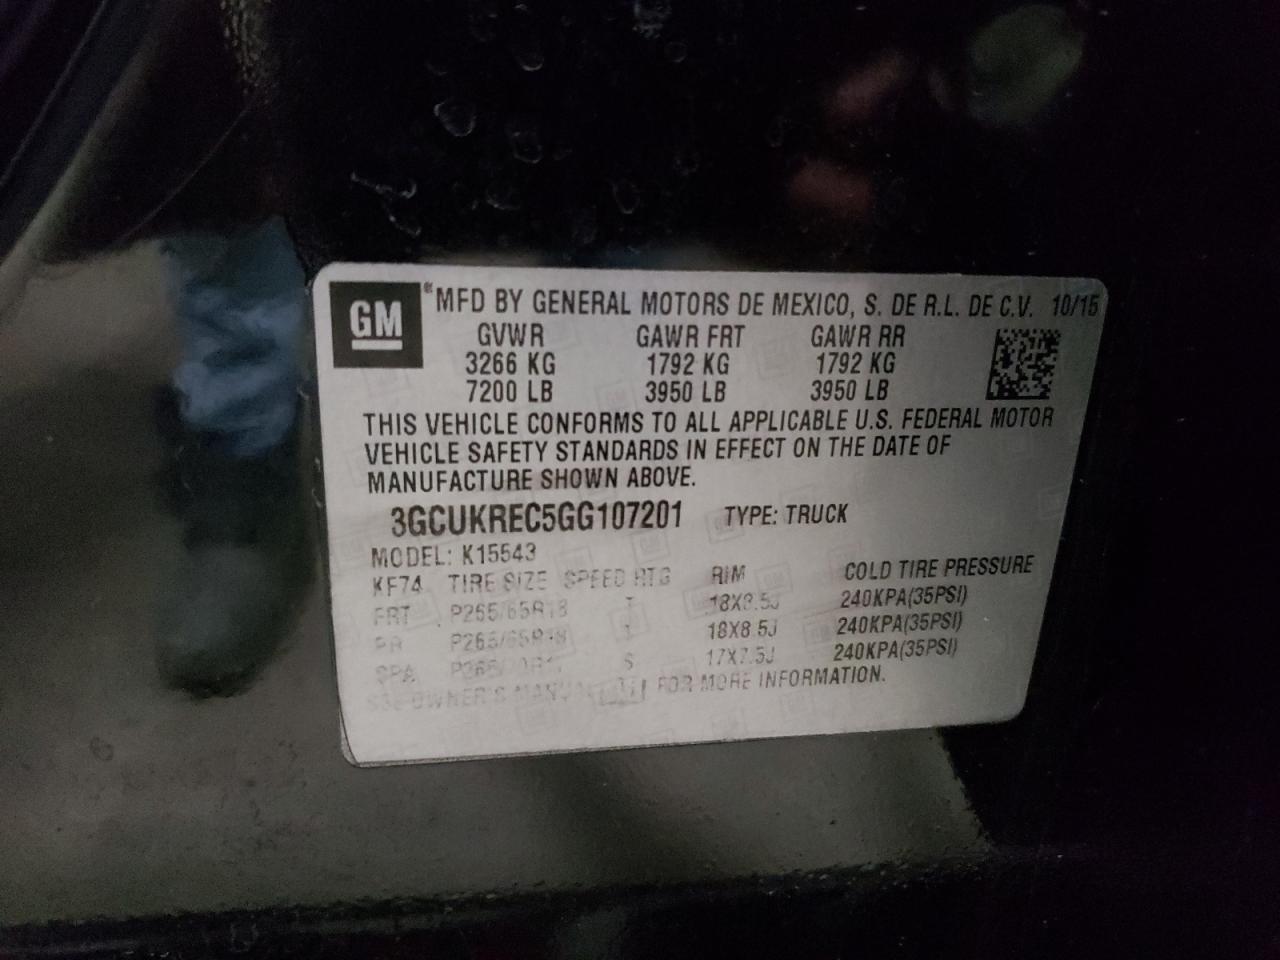 GM
® MFD BY GENERAL MOTORS DE MEXICO, S. DE R.L. DE C.V. 10/15
GVWR GAWR FRT GAWR RR
3266 KG 1792 KG 1792 KG
7200 LB 3950 LB 3950 LB
THIS VEHICLE CONFORMS TO ALL APPLICABLE U.S. FEDERAL MOTOR
VEHICLE SAFETY STANDARDS IN EFFECT ON THE DATE OF
MANUFACTURE SHOWN ABOVE.
3GCUKREC5GG107201 TYPE: TRUCK
MODEL: K15543
KF74 TIRE SIZE SPEED RTG RIM COLD TIRE PRESSURE
FRT P265/65R18 T 18X8.5J 240KPA(35PSI)
RR P265/65R18 T 18X8.5J 240KPA(35PSI)
SPA S 17X7.5J 240KPA(35PSI)
SEE OWNER'S MANUAL FOR MORE INFORMATION.